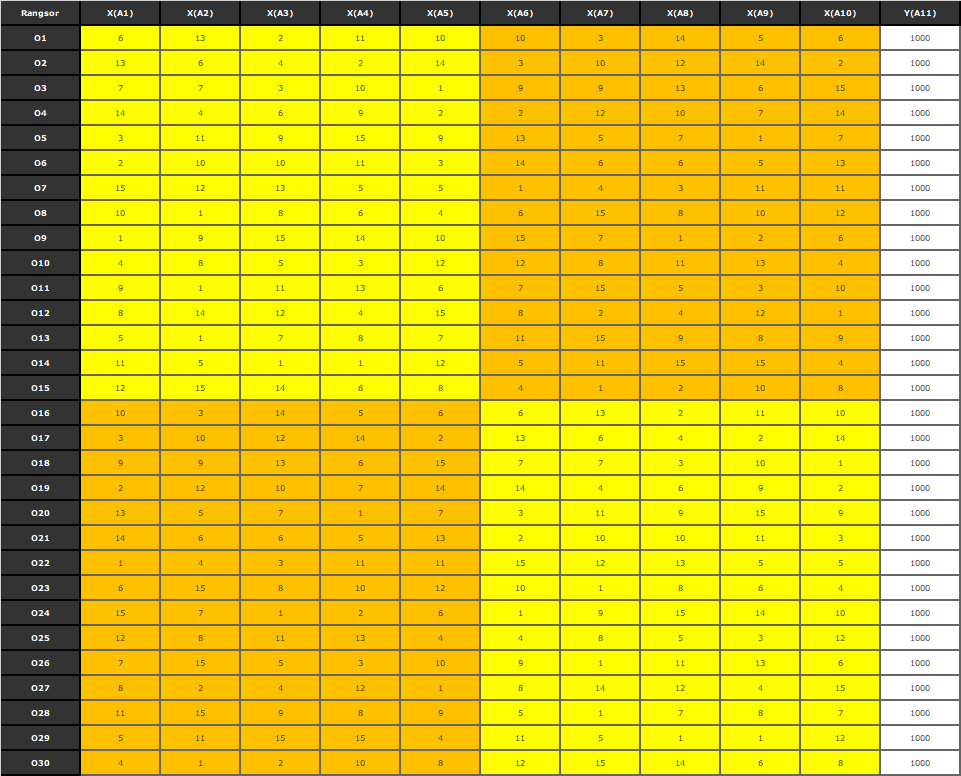 Rangsor X(A1) X(A2) X(A3) X(A4) X(A5) X(A6) X(A7) X(A8) X(A9) X(A10) Y(A11)
O1 6 13 2 11 10 10 3 14 5 6 1000
O2 13 6 4 2 14 3 10 12 14 2 1000
O3 7 7 3 10 1 9 9 13 6 15 1000
O4 14 4 6 9 2 2 12 10 7 14 1000
O5 3 11 9 15 9 13 5 7 1 7 1000
O6 2 10 10 11 3 14 6 6 5 13 1000
O7 15 12 13 5 5 1 4 3 11 11 1000
O8 10 1 8 6 4 6 15 8 10 12 1000
O9 1 9 15 14 10 15 7 1 2 6 1000
O10 4 8 5 3 12 12 8 11 13 4 1000
O11 9 1 11 13 6 7 15 5 3 10 1000
O12 8 14 12 4 15 8 2 4 12 1 1000
O13 5 1 7 8 7 11 15 9 8 9 1000
O14 11 5 1 1 12 5 11 15 15 4 1000
O15 12 15 14 6 8 4 1 2 10 8 1000
O16 10 3 14 5 6 6 13 2 11 10 1000
O17 3 10 12 14 2 13 6 4 2 14 1000
O18 9 9 13 6 15 7 7 3 10 1 1000
O19 2 12 10 7 14 14 4 6 9 2 1000
O20 13 5 7 1 7 3 11 9 15 9 1000
O21 14 6 6 5 13 2 10 10 11 3 1000
O22 1 4 3 11 11 15 12 13 5 5 1000
O23 6 15 8 10 12 10 1 8 6 4 1000
O24 15 7 1 2 6 1 9 15 14 10 1000
O25 12 8 11 13 4 4 8 5 3 12 1000
O26 7 15 5 3 10 9 1 11 13 6 1000
O27 8 2 4 12 1 8 14 12 4 15 1000
O28 11 15 9 8 9 5 1 7 8 7 1000
O29 5 11 15 15 4 11 5 1 1 12 1000
O30 4 1 2 10 8 12 15 14 6 8 1000